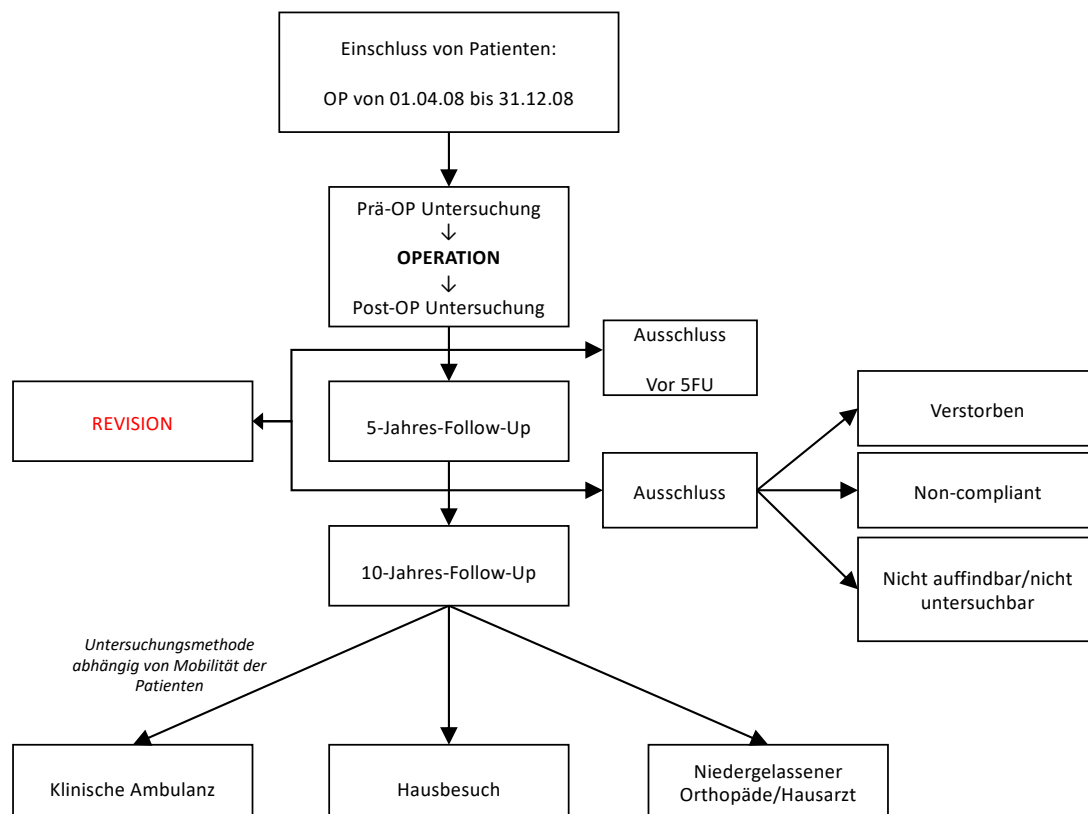 Einschluss von Patienten:
OP von 01.04.08 bis 31.12.08
Prä-OP Untersuchung
↓
OPERATION
↓
Post-OP Untersuchung
Ausschluss
Vor 5FU
REVISION
5-Jahres-Follow-Up
Verstorben
Ausschluss
Non-compliant
10-Jahres-Follow-Up
Nicht auffindbar/nicht
untersuchbar
Untersuchungsmethode
abhängig von Mobilität der
Patienten
Klinische Ambulanz
Hausbesuch
Niedergelassener
Orthopäde/Hausarzt